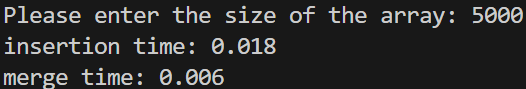 Please enter the size of the array: 5000
insertion time: 0.018
merge time: 0.006